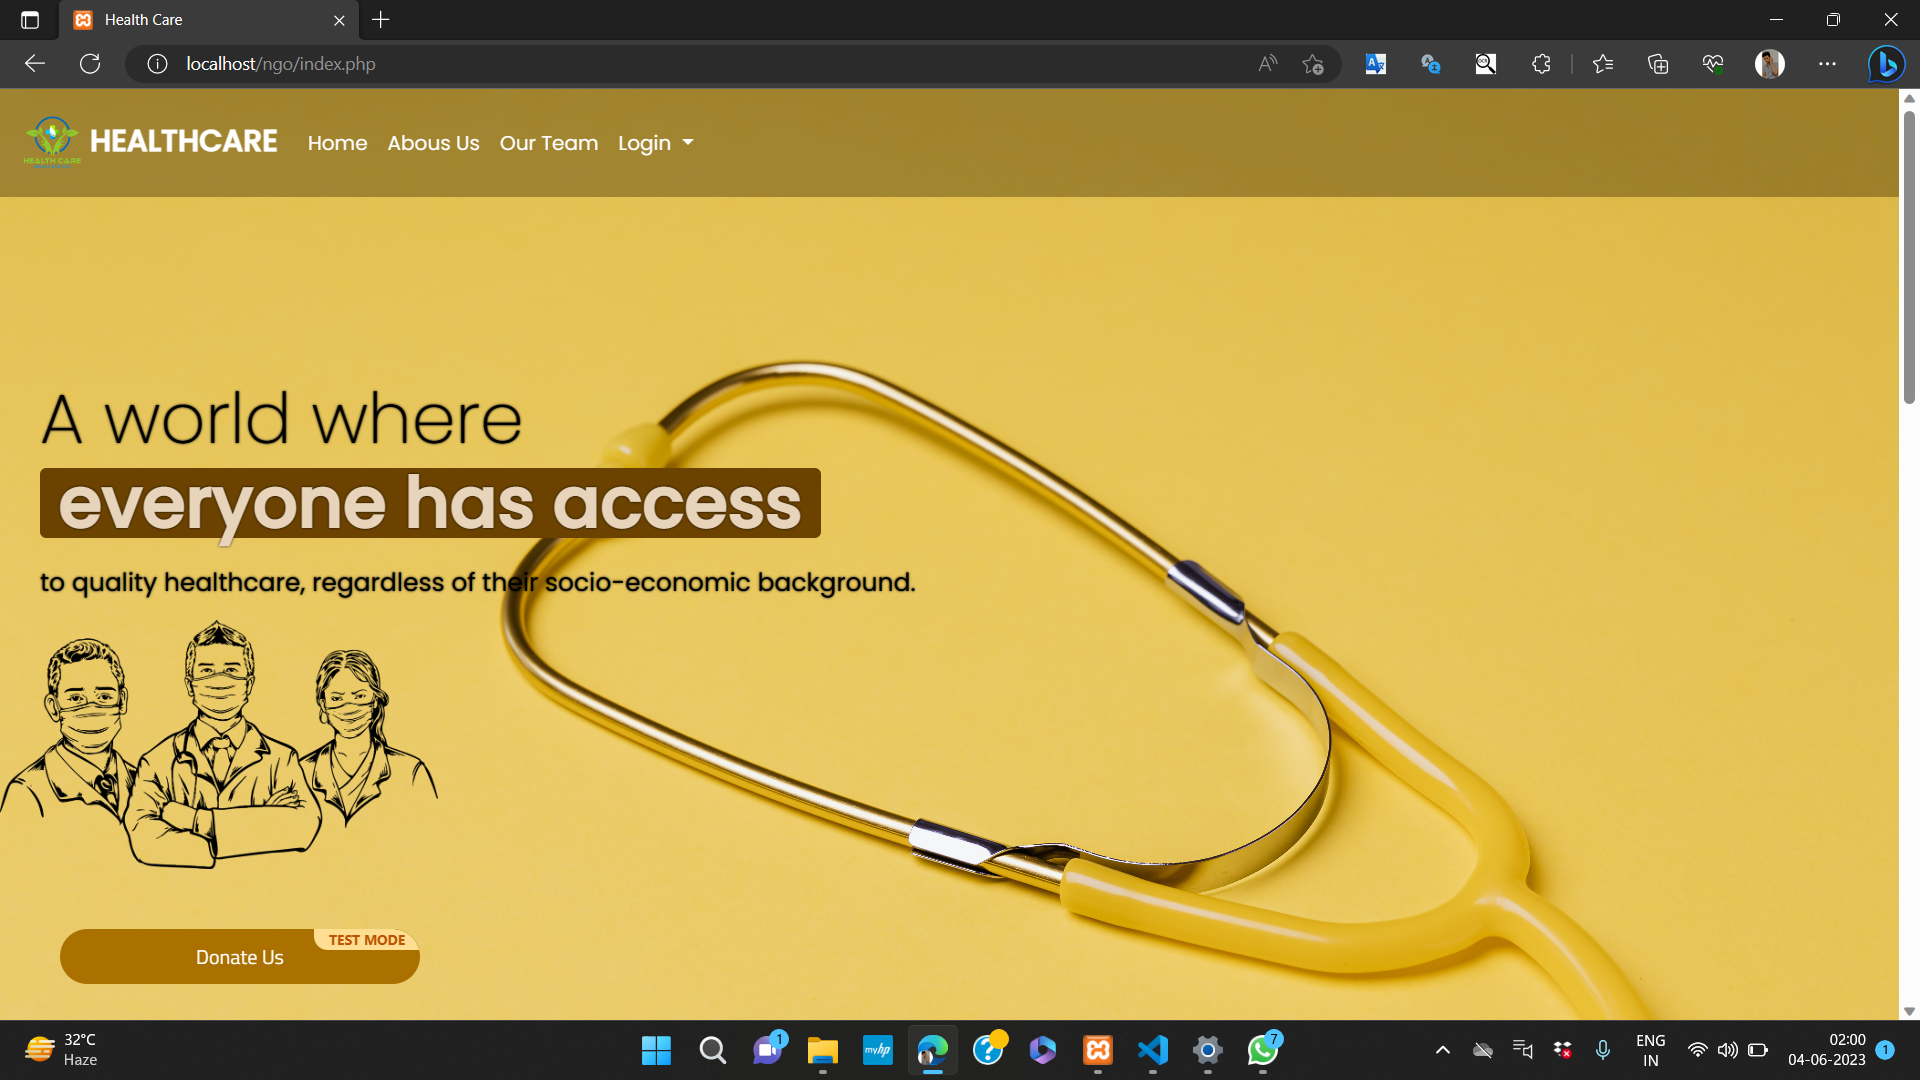 Health Care
localhost/ngo/index.php
HEALTH CARE
HEALTHCARE
Home
Abous Us
Our Team
Login
A world where
everyone has access
to quality healthcare, regardless of their socio-economic background.
TEST MODE
Donate Us
32°C
Haze
1
myhp
7
ENG
IN
02:00
04-06-2023
1